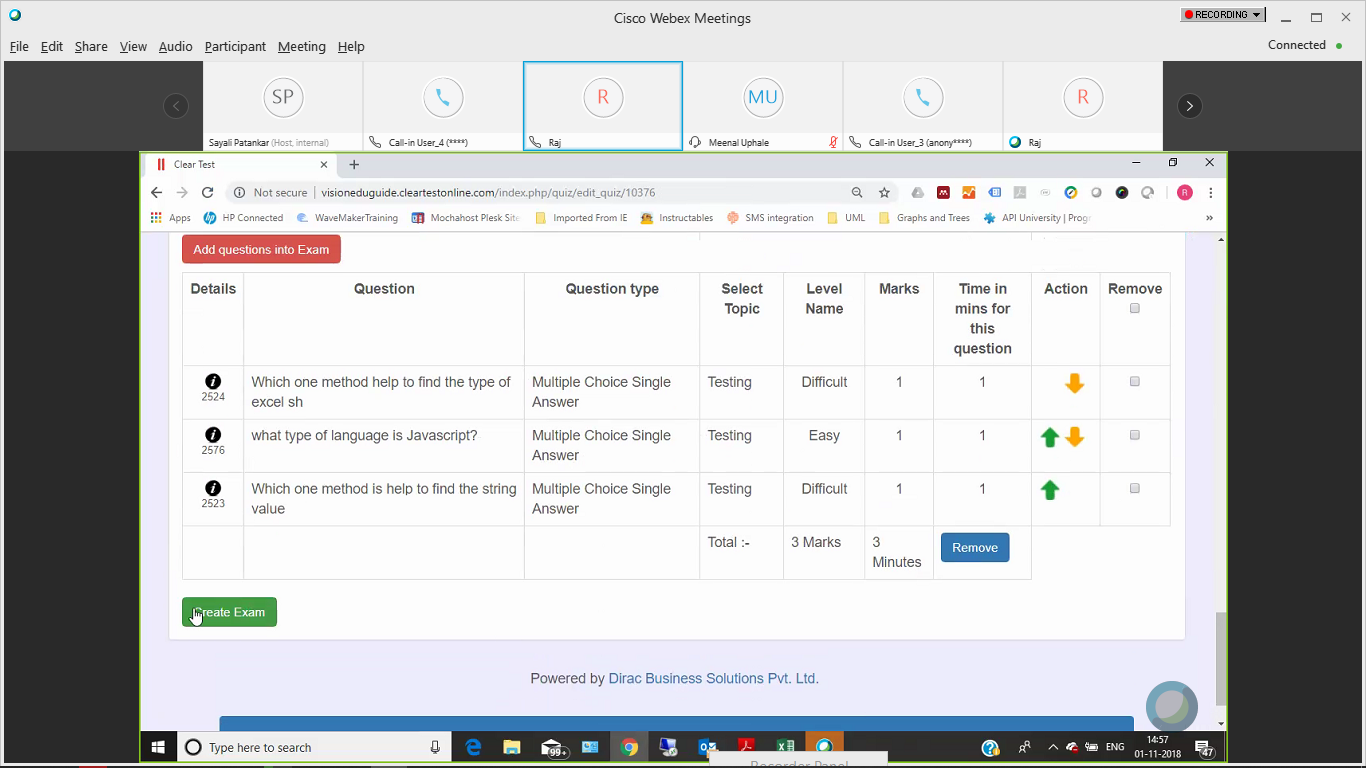 Cisco Webex Meetings
RECORDING
File Edit Share View Audio Participant Meeting Help
Connected
SP
R
MU
R
Sayali Patankar (Host, internal)
Call-in User_4 (****)
Raj
Meenal Uphale
Call-in User_3 (anony****)
Raj
Clear Test
Not secure | visioneduguide.cleartestonline.com/index.php/quiz/edit_quiz/10376
R
Apps HP Connected WaveMakerTraining Mochahost Plesk Site Imported From IE Instructables SMS integration UML Graphs and Trees API University | Prog
Add questions into Exam
Details Question Question type Select Topic Level Name Marks Time in mins for this question Action Remove
2524 Which one method help to find the type of excel sh Multiple Choice Single Answer Testing Difficult 1 1
2576 what type of language is Javascript? Multiple Choice Single Answer Testing Easy 1 1
2523 Which one method is help to find the string value Multiple Choice Single Answer Testing Difficult 1 1
Total :- 3 Marks 3 Minutes Remove
Create Exam
Powered by Dirac Business Solutions Pvt. Ltd.
Type here to search
99+
ENG
14:57
01-11-2018
47
Recorder Panel